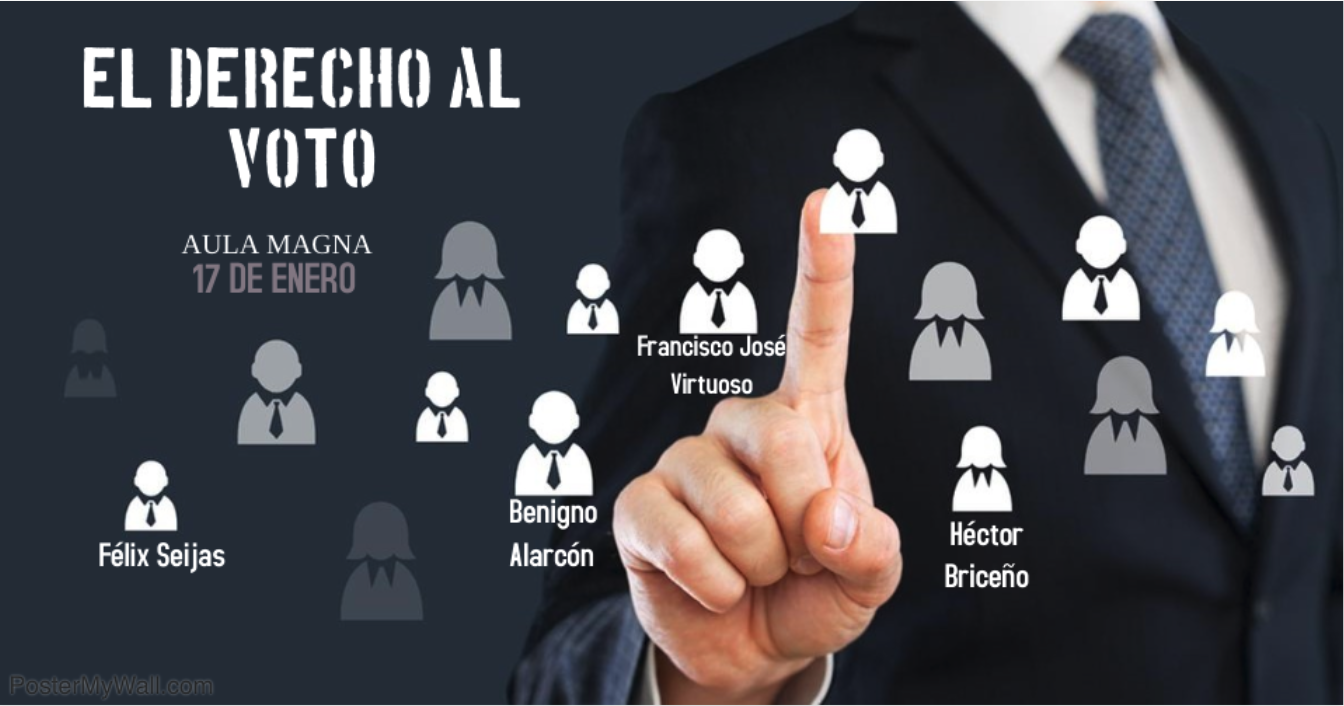 EL DERECHO AL
VOTO
AULA MAGNA
17 DE ENERO
Francisco José
Virtuoso
Benigno
Alarcón
Héctor
Briceño
Félix Seijas
PosterMyWall.com